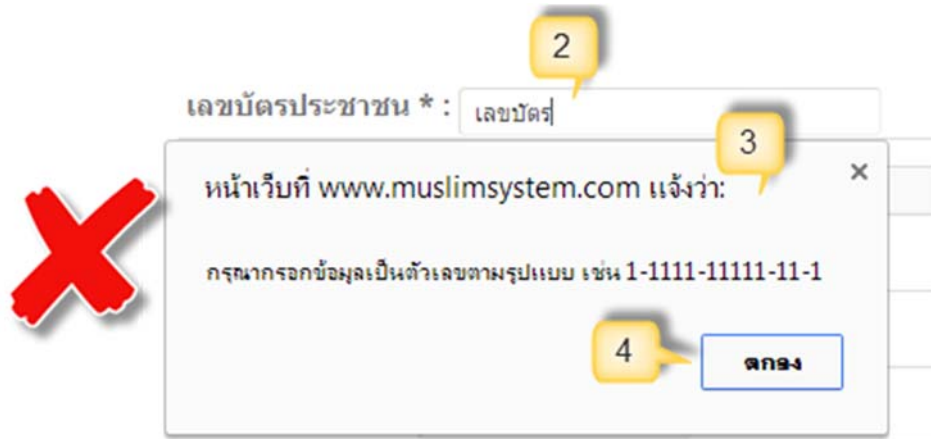 2
เลขบัตรประชาชน * : เลขบัตร
3
หน้าเว็บที่ www.muslimsystem.com แจ้งว่า:
×
กรุณากรอกข้อมูลเป็นตัวเลขตามรูปแบบ เช่น 1-1111-11111-11-1
4
ตกลง